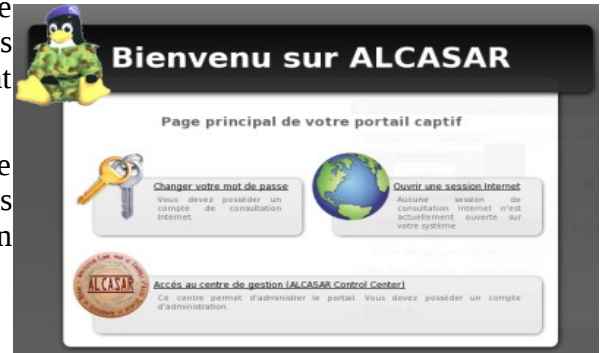 e
s
nt
e
s
n
Bienvenu sur ALCASAR
Page principal de votre portail captif
Changer votre mot de passe
Vous devez posséder un
compte de consultation
Internet.
Ouvrir une session Internet
Aucune session de
consultation Internet n'est
actuellement ouverte sur
votre système
ALCASAR
Accés au centre de gestion (ALCASAR Control Center)
Ce centre permet d'administrer le portail. Vous devez posséder un compte
d'administration.